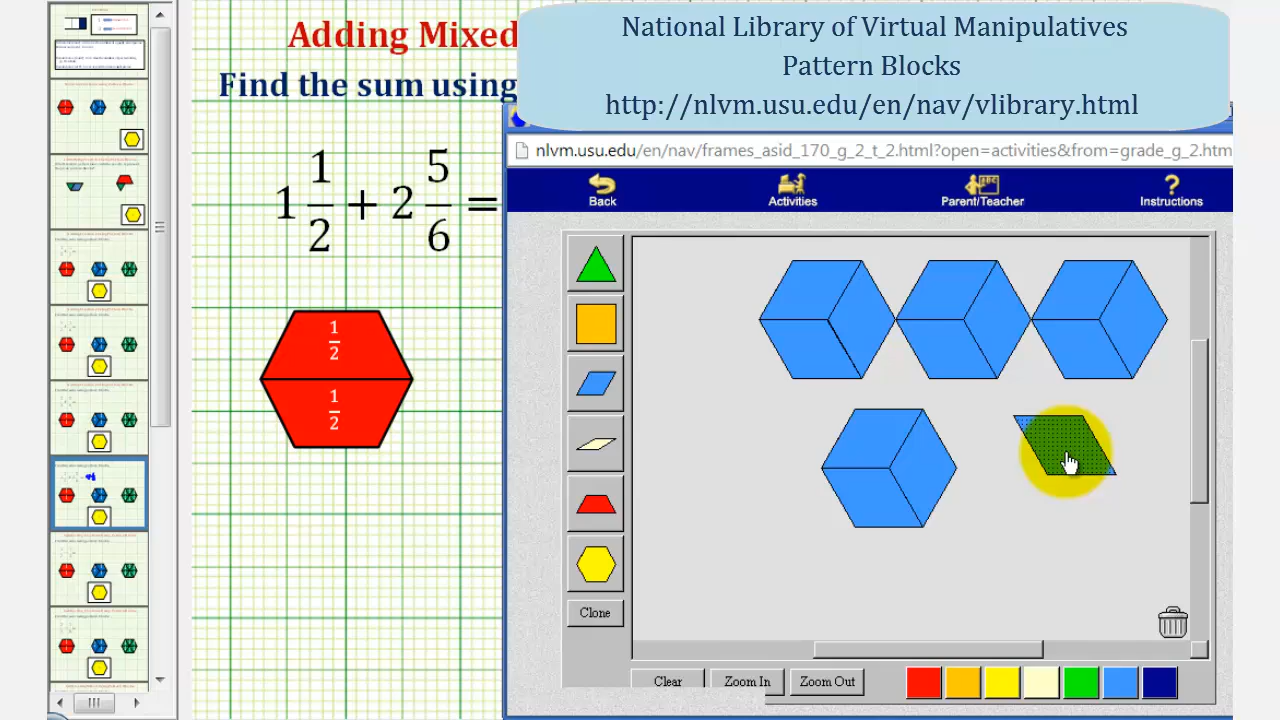 Adding Mixed
Find the sum using
1 1/2 + 2 5/6 =
1/2
1/2
National Library of Virtual Manipulatives
Pattern Blocks
http://nlvm.usu.edu/en/nav/vlibrary.html
nlvm.usu.edu/en/nav/frames_asid_170_g_2_t_2.html?open=activities&from=grade_g_2.htm
Back Activities Parent/Teacher Instructions
Clone
Clear Zoom In Zoom Out